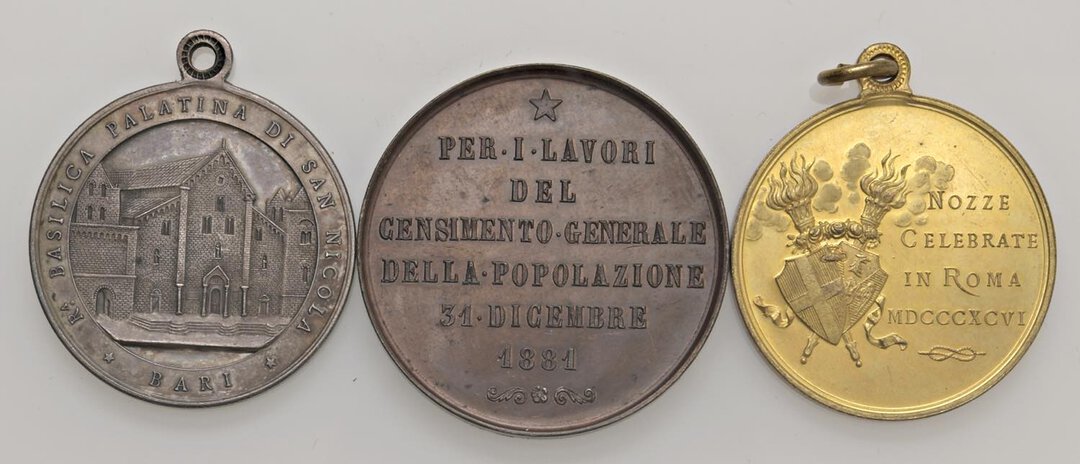 R.A BASILICA PALATINA DI SAN NICOLA
BARI
PER·I·LAVORI
DEL
CENSIMENTO·GENERALE
DELLA·POPOLAZIONE
31·DICEMBRE
1881
NOZZE
CELEBRATE
IN ROMA
MDCCCXCVI